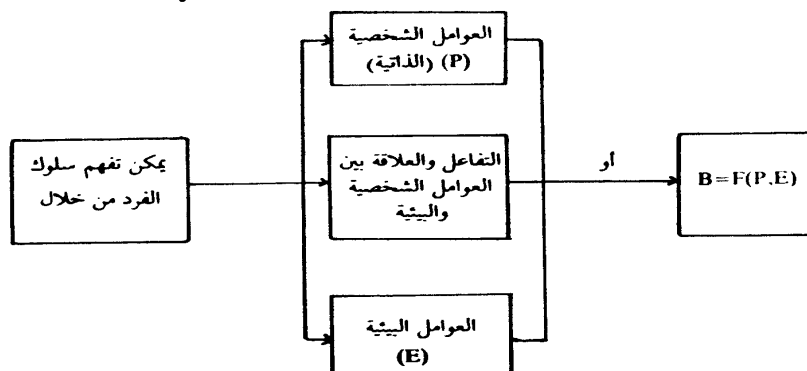 العوامل الشخصية
(P) (الذاتية)
يمكن تفهم سلوك
الفرد من خلال
التفاعل والعلاقة بين
العوامل الشخصية
والبيئية
أو
B=F(P,E)
العوامل البيئية
(E)